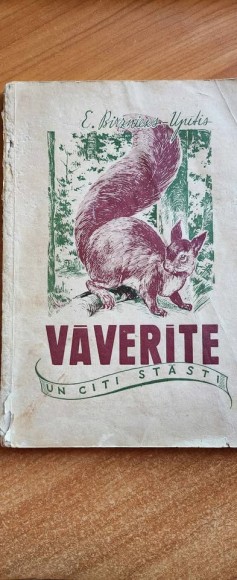 E. Birznieks-Upītis
VĀVERĪTE
UN CITI STĀSTI